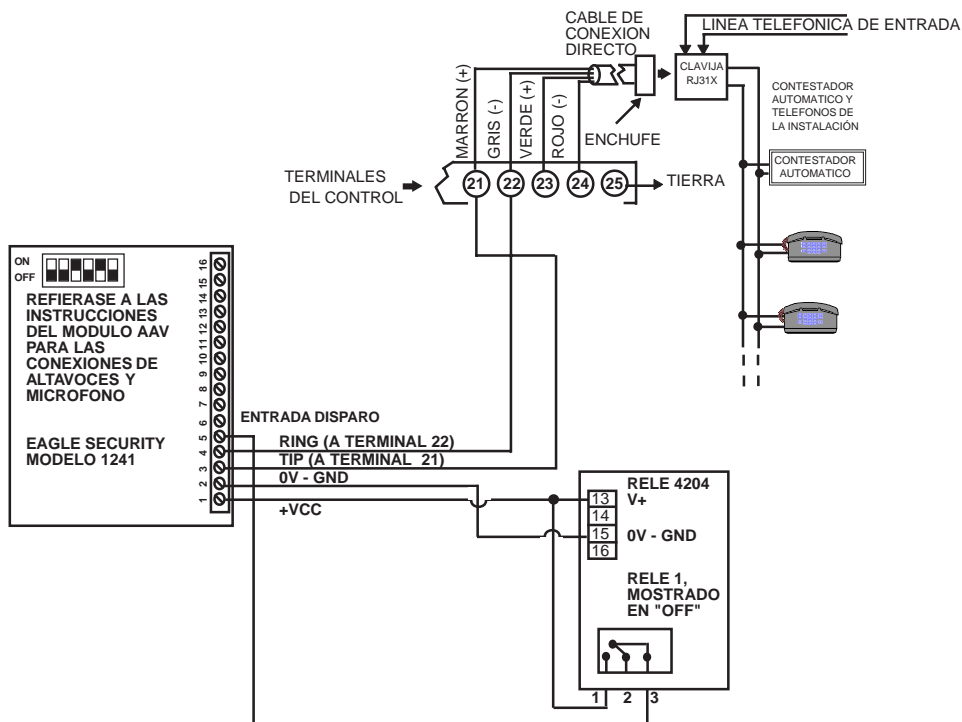 CABLE DE
CONEXION
DIRECTO
LINEA TELEFONICA DE ENTRADA
CLAVIJA
RJ31X
MARRON (+)
GRIS (-)
VERDE (+)
ROJO (-)
ENCHUFE
CONTESTADOR
AUTOMATICO Y
TELEFONOS DE
LA INSTALACIÓN
CONTESTADOR
AUTOMATICO
TERMINALES
DEL CONTROL
21 22 23 24 25
TIERRA
ON
OFF
REFIERASE A LAS
INSTRUCCIONES
DEL MODULO AAV
PARA LAS
CONEXIONES DE
ALTAVOCES Y
MICROFONO
EAGLE SECURITY
MODELO 1241
16
15
14
13
12
11
10
9
8
7
6
5
4
3
2
1
ENTRADA DISPARO
RING (A TERMINAL 22)
TIP (A TERMINAL 21)
0V - GND
+VCC
RELE 4204
13 V+
14
15 0V - GND
16
RELE 1,
MOSTRADO
EN "OFF"
1 2 3